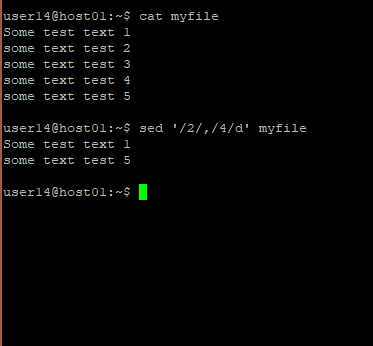 user14@host01:~$ cat myfile
Some test text 1
some text test 2
some text test 3
some text test 4
some text test 5
user14@host01:~$ sed '/2/,/4/d' myfile
Some test text 1
some text test 5
user14@host01:~$